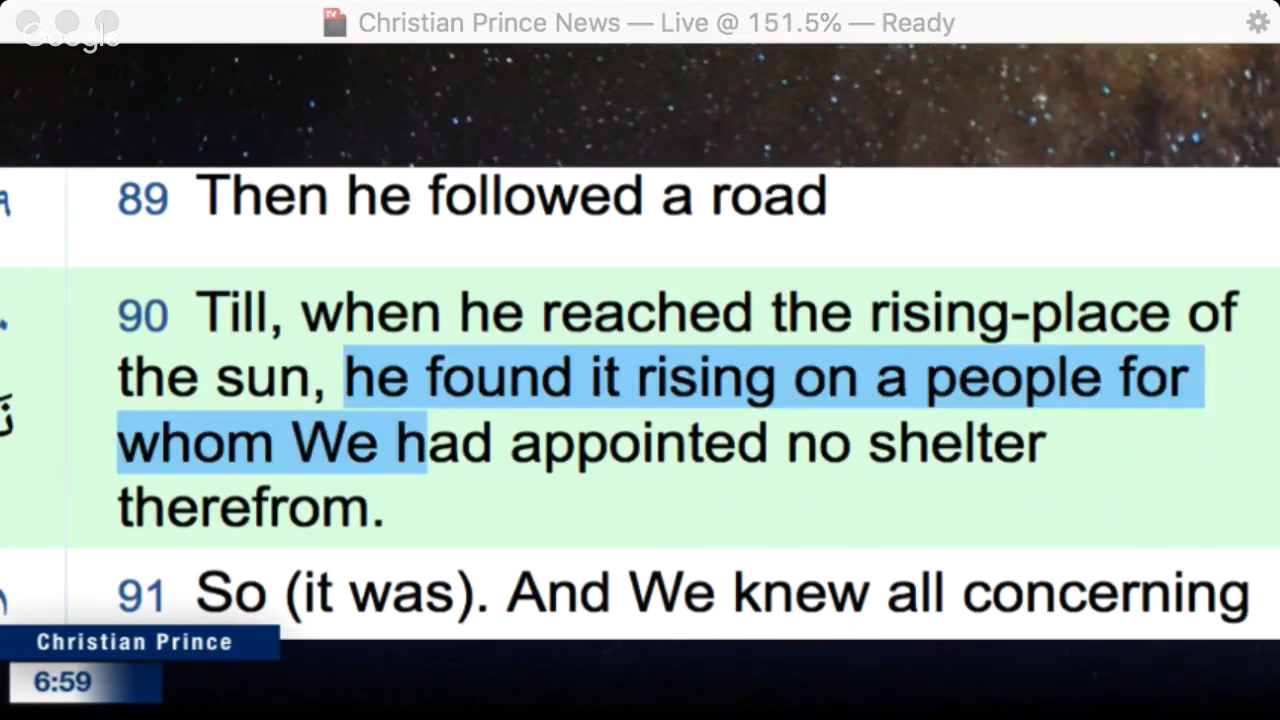 Christian Prince News — Live @ 151.5% — Ready
Google
89 Then he followed a road
90 Till, when he reached the rising-place of
the sun, he found it rising on a people for
whom We had appointed no shelter
therefrom.
91 So (it was). And We knew all concerning
Christian Prince
6:59